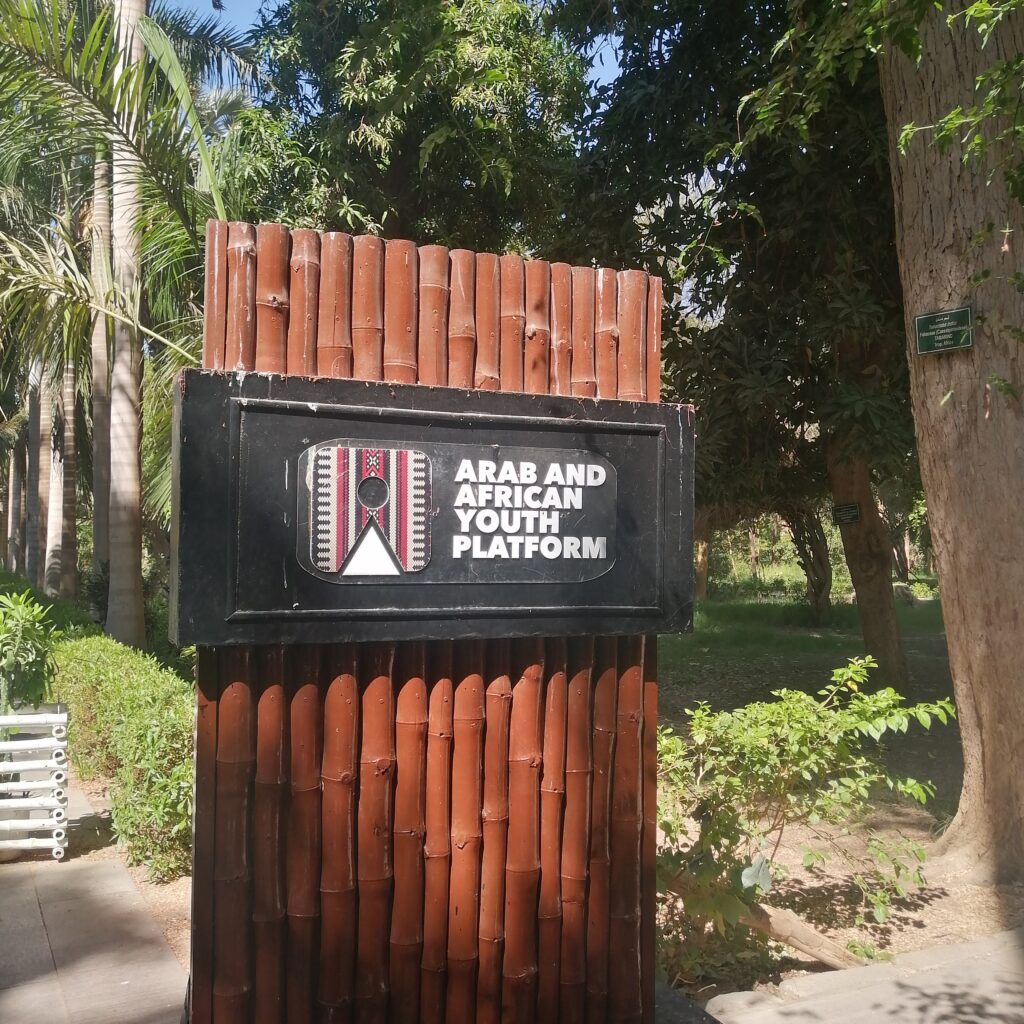 ARAB AND
AFRICAN
YOUTH
PLATFORM